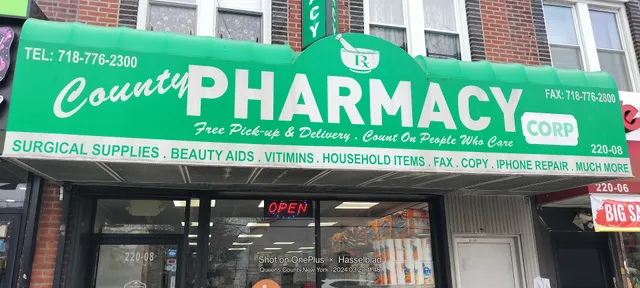 PHARMACY
TEL: 718-776-2300
R
County PHARMACY CORP
FAX: 718-776-2800
Free Pick-up & Delivery . Count On People Who Care
220-08
SURGICAL SUPPLIES . BEAUTY AIDS . VITIMINS . HOUSEHOLD ITEMS . FAX . COPY . IPHONE REPAIR . MUCH MORE
220-06
BIG SA
OPEN
220-08
Shot on OnePlus × Hasselblad